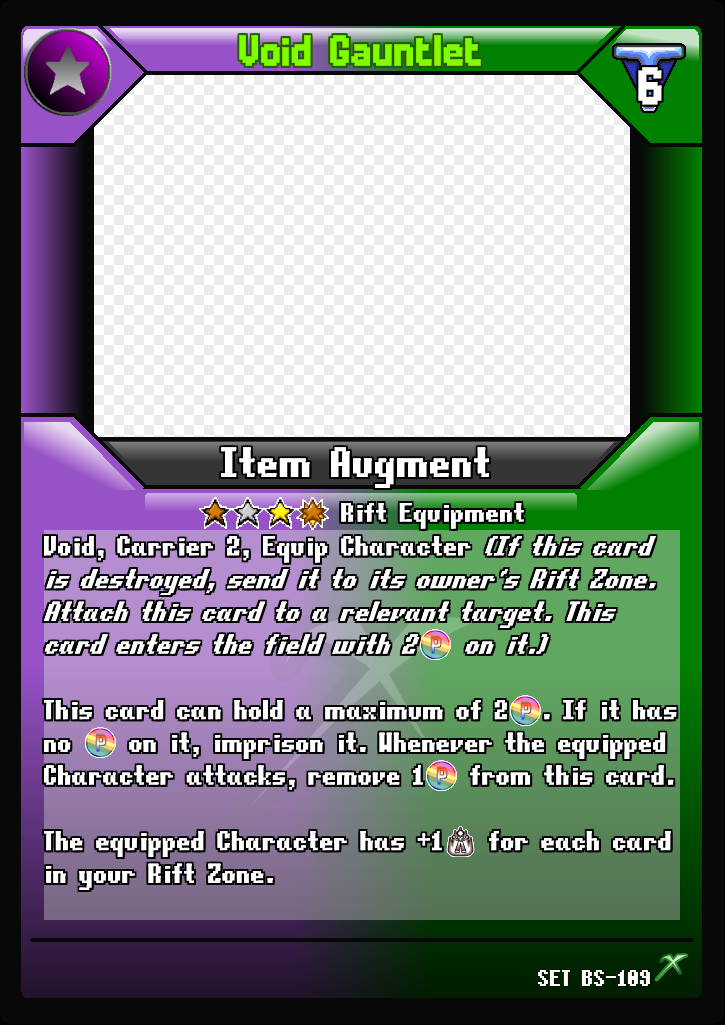 Void Gauntlet
6
Item Augment
Rift Equipment
Void, Carrier 2, Equip Character (If this card
is destroyed, send it to its owner's Rift Zone.
Attach this card to a relevant target. This
card enters the field with 2 P on it.)
This card can hold a maximum of 2 P. If it has
no P on it, imprison it. Whenever the equipped
Character attacks, remove 1 P from this card.
The equipped Character has +1 for each card
in your Rift Zone.
SET BS-109